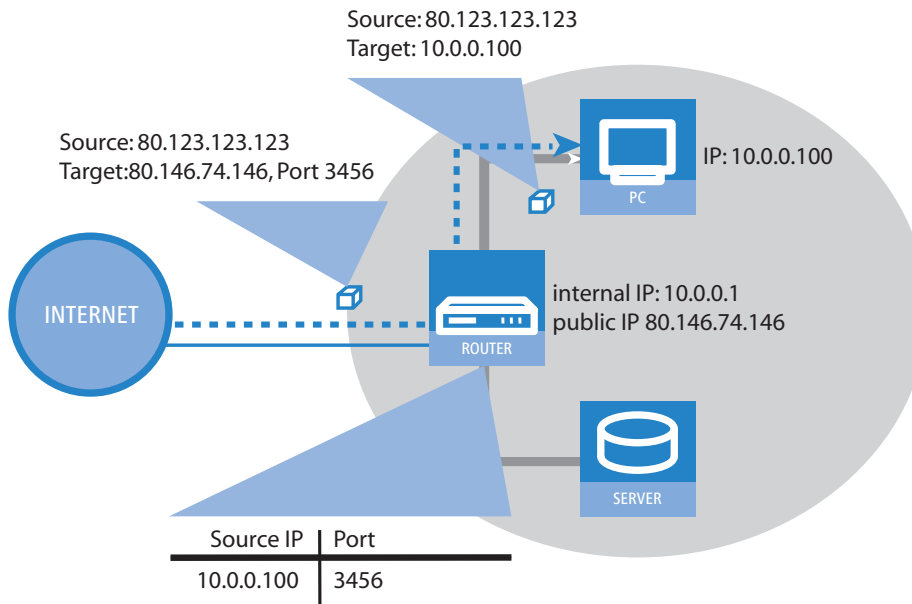 Source: 80.123.123.123
Target: 10.0.0.100
Source: 80.123.123.123
Target:80.146.74.146, Port 3456
IP: 10.0.0.100
PC
INTERNET
internal IP: 10.0.0.1
public IP 80.146.74.146
ROUTER
SERVER
Source IP Port
10.0.0.100 3456